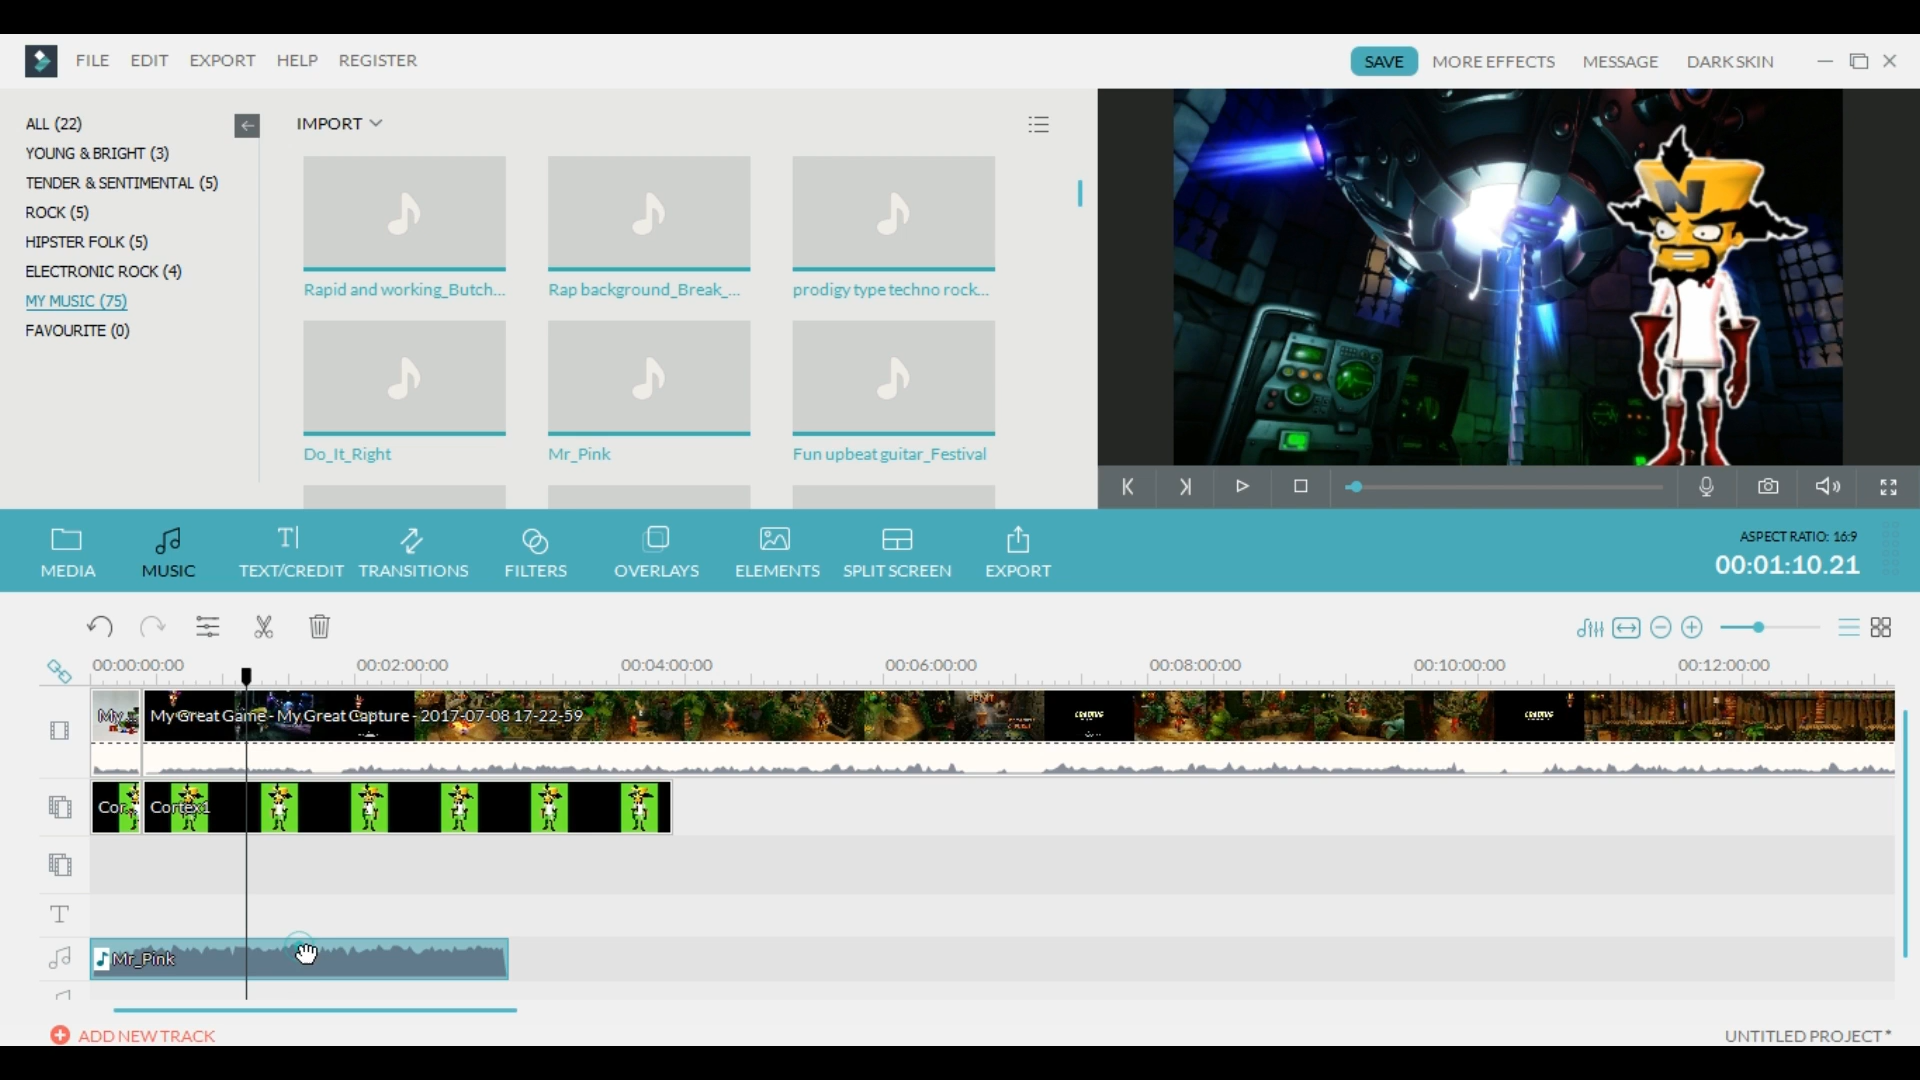 FILE EDIT EXPORT HELP REGISTER
SAVE MORE EFFECTS MESSAGE DARK SKIN
ALL (22)
YOUNG & BRIGHT (3)
TENDER & SENTIMENTAL (5)
ROCK (5)
HIPSTER FOLK (5)
ELECTRONIC ROCK (4)
MY MUSIC (75)
FAVOURITE (0)
IMPORT
Rapid and working_Butch...
Rap background_Break_...
prodigy type techno rock...
Do_It_Right
Mr_Pink
Fun upbeat guitar_Festival
N
MEDIA
MUSIC
TEXT/CREDIT
TRANSITIONS
FILTERS
OVERLAYS
ELEMENTS
SPLIT SCREEN
EXPORT
ASPECT RATIO: 16:9
00:01:10.21
00:00:00:00 00:02:00:00 00:04:00:00 00:06:00:00 00:08:00:00 00:10:00:00 00:12:00:00
My...
My Great Game - My Great Capture - 2017-07-08 17-22-59
Cor...
Cortex1
T
Mr_Pink
ADD NEW TRACK
UNTITLED PROJECT *